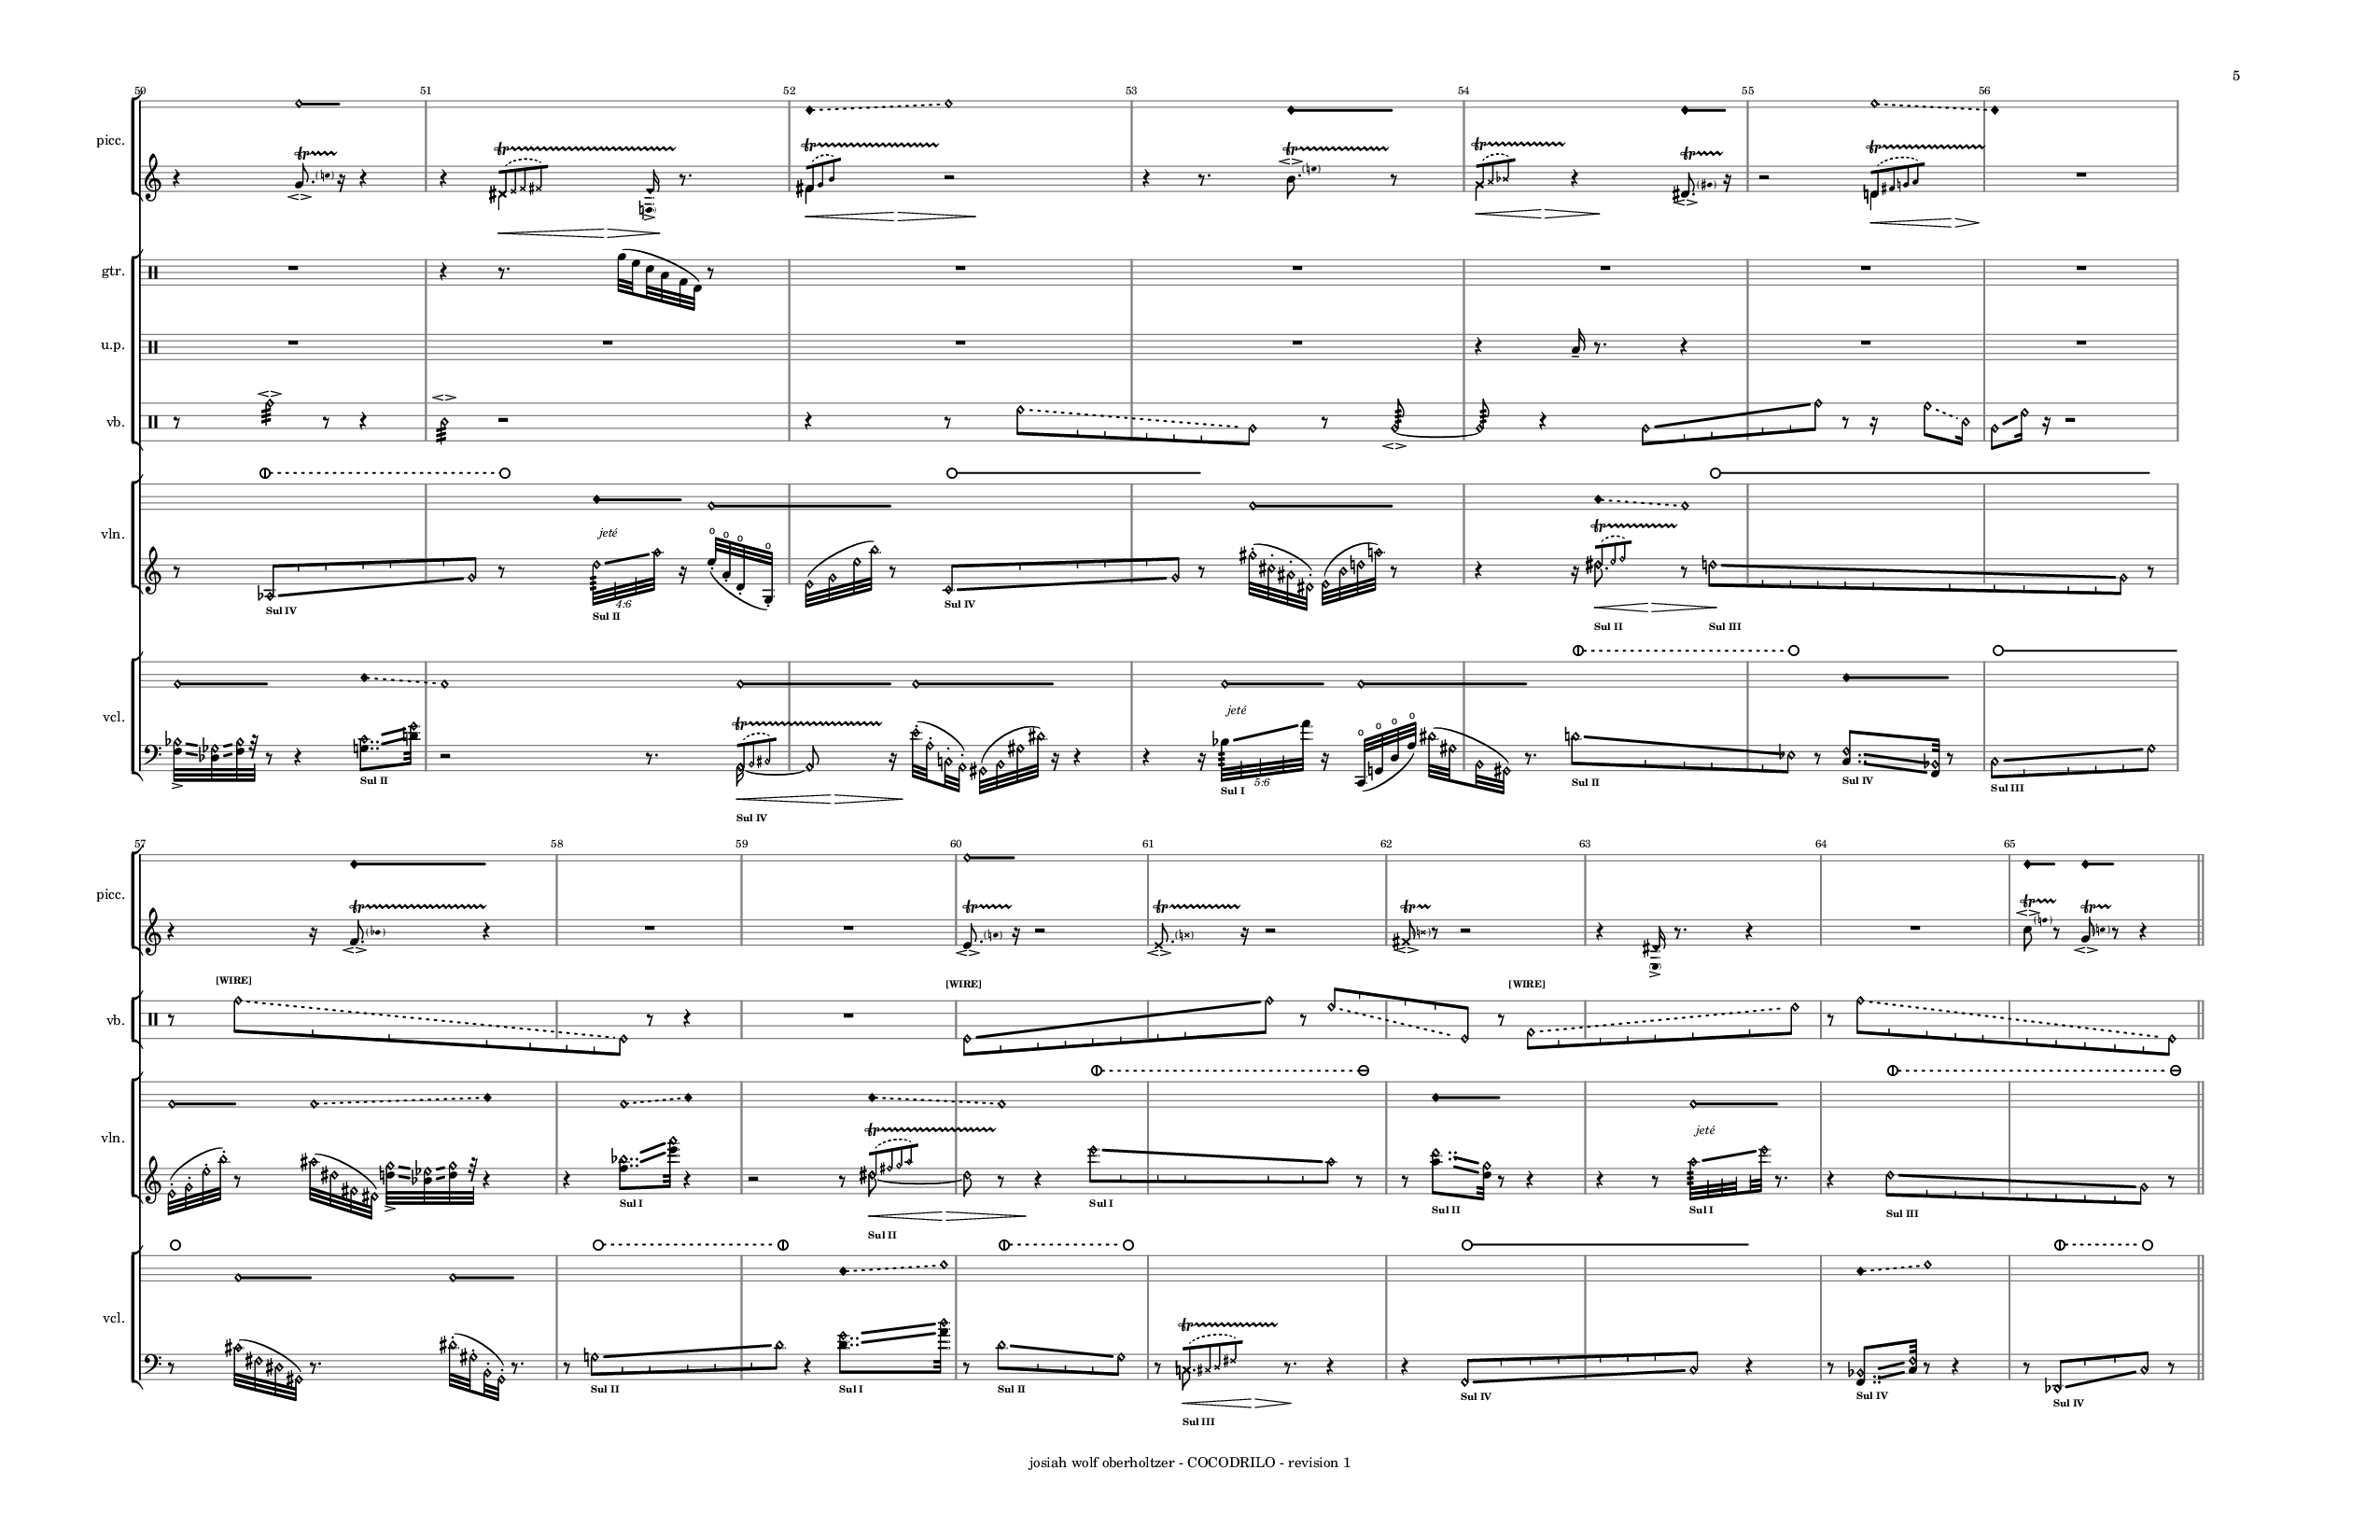 5
50 51 52 53 54 55 56
picc.
gtr.
u.p.
vb.
vln.
jeté
Sul IV 4:6 Sul II Sul IV Sul II Sul III
vcl.
jeté
Sul II Sul IV 5:6 Sul I Sul II Sul IV Sul III
57 58 59 60 61 62 63 64 65
picc.
[WIRE] [WIRE] [WIRE]
vb.
vln.
jeté
Sul I Sul II Sul I Sul II Sul I Sul III
vcl.
Sul II Sul I Sul II Sul III Sul IV Sul IV Sul IV
josiah wolf oberholtzer - COCODRILO - revision 1